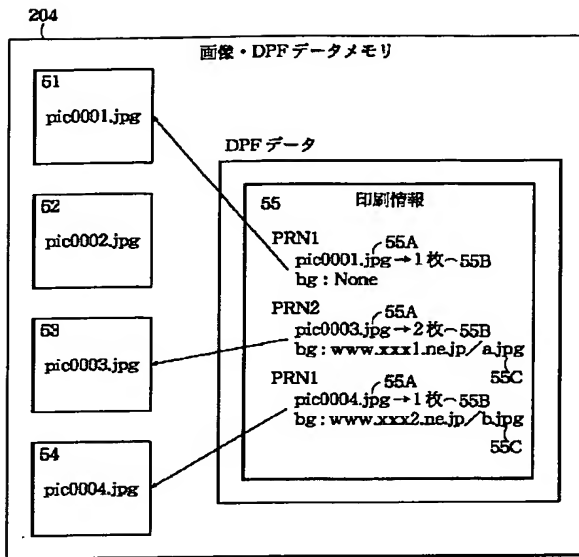 204
画像・DPFデータメモリ
51
pic0001.jpg
52
pic0002.jpg
53
pic0003.jpg
54
pic0004.jpg
DPFデータ
55 印刷情報
PRN1
pic0001.jpg→1枚 55A 55B
bg : None
PRN2
pic0003.jpg→2枚 55A 55B
bg : www.xxx1.ne.jp/a.jpg
55C
PRN1
pic0004.jpg→1枚 55A 55B
bg : www.xxx2.ne.jp/b.jpg
55C